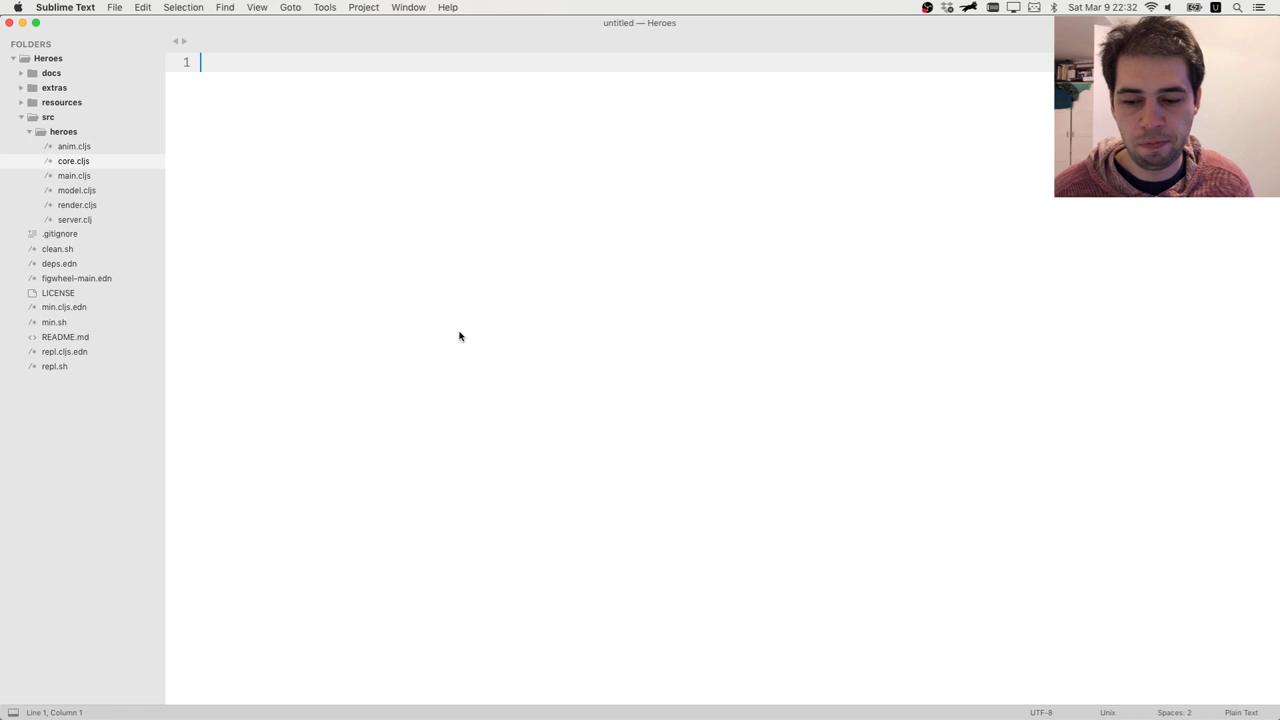 Sublime Text File Edit Selection Find View Goto Tools Project Window Help Sat Mar 9 22:32 U
untitled — Heroes
FOLDERS
Heroes
docs
1
extras
resources
src
heroes
/* anim.cljs
/* core.cljs
/* main.cljs
/* model.cljs
/* render.cljs
/* server.clj
.gitignore
/* clean.sh
/* deps.edn
/* figwheel-main.edn
LICENSE
/* min.cljs.edn
/* min.sh
<> README.md
/* repl.cljs.edn
/* repl.sh
Line 1, Column 1 UTF-8 Unix Spaces: 2 Plain Text